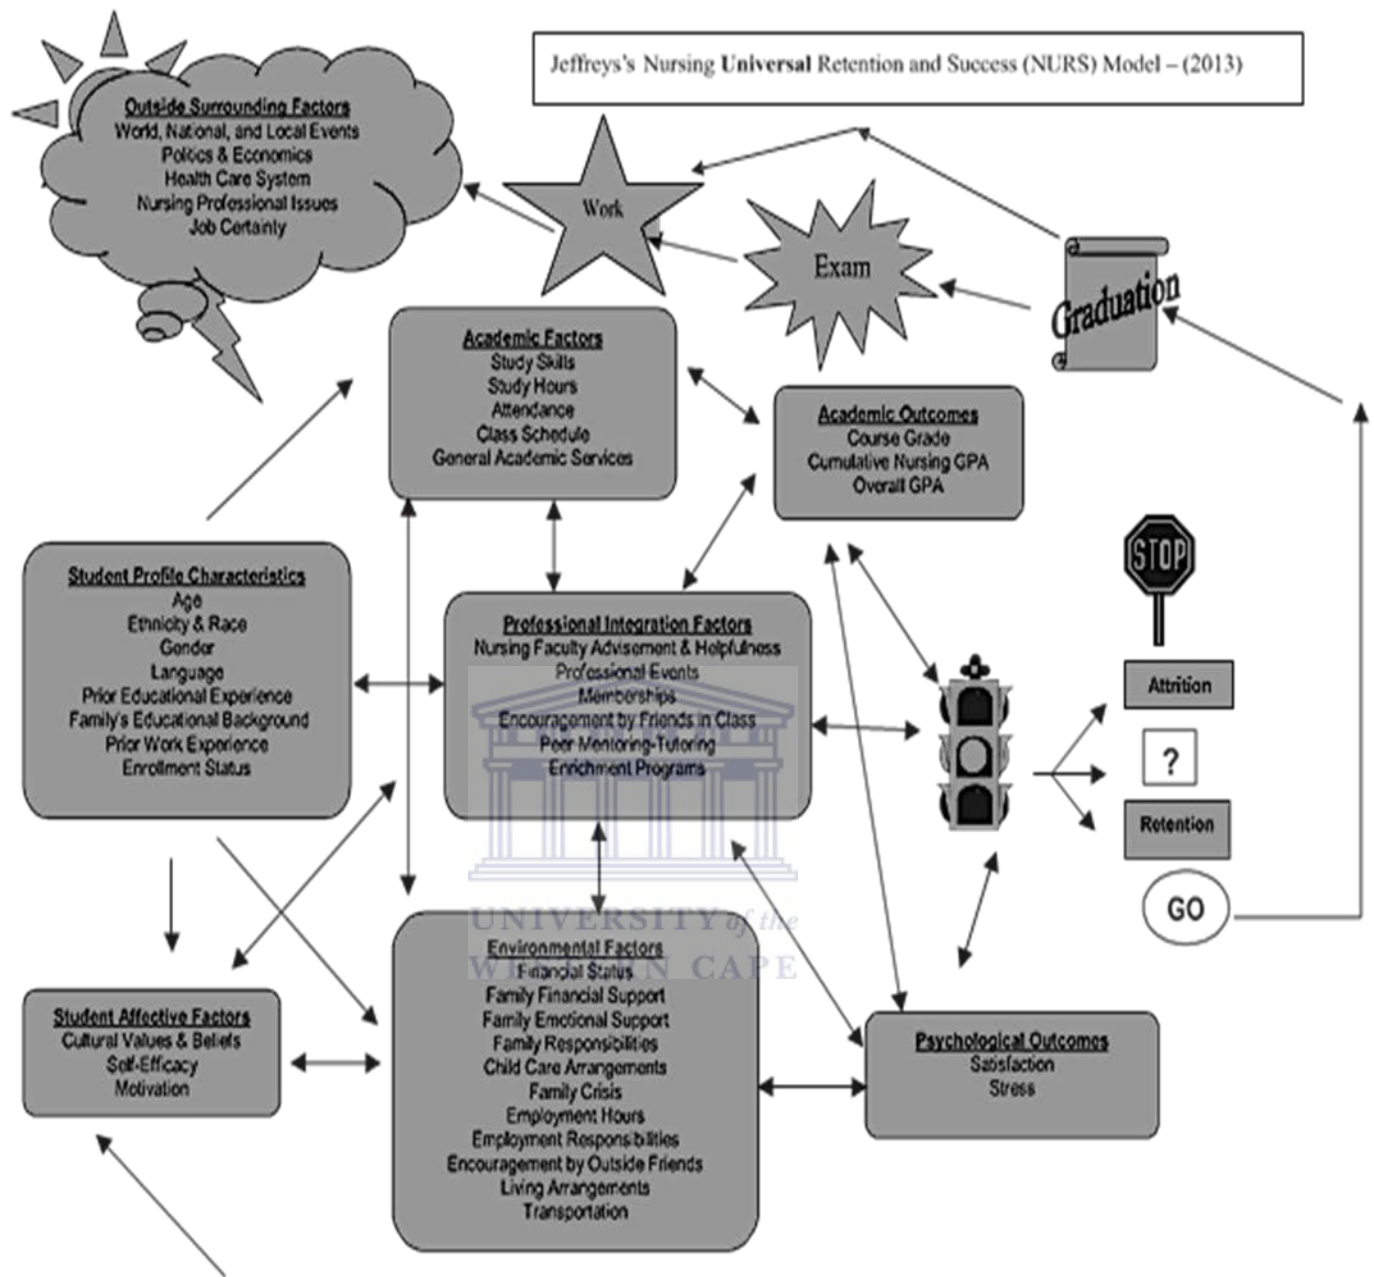 Jeffreys's Nursing Universal Retention and Success (NURS) Model – (2013)
Outside Surrounding Factors
World, National, and Local Events
Politics & Economics
Health Care System
Nursing Professional Issues
Job Certainty
Work
Exam
Graduation
Academic Factors
Study Skills
Study Hours
Attendance
Class Schedule
General Academic Services
Academic Outcomes
Course Grade
Cumulative Nursing GPA
Overall GPA
Student Profile Characteristics
Age
Ethnicity & Race
Gender
Language
Prior Educational Experience
Family's Educational Background
Prior Work Experience
Enrollment Status
Professional Integration Factors
Nursing Faculty Advisement & Helpfulness
Professional Events
Memberships
Encouragement by Friends in Class
Peer Mentoring-Tutoring
Enrichment Programs
STOP
Attrition
?
Retention
GO
UNIVERSITY of the
WESTERN CAPE
Student Affective Factors
Cultural Values & Beliefs
Self-Efficacy
Motivation
Environmental Factors
Financial Status
Family Financial Support
Family Emotional Support
Family Responsibilities
Child Care Arrangements
Family Crisis
Employment Hours
Employment Responsibilities
Encouragement by Outside Friends
Living Arrangements
Transportation
Psychological Outcomes
Satisfaction
Stress